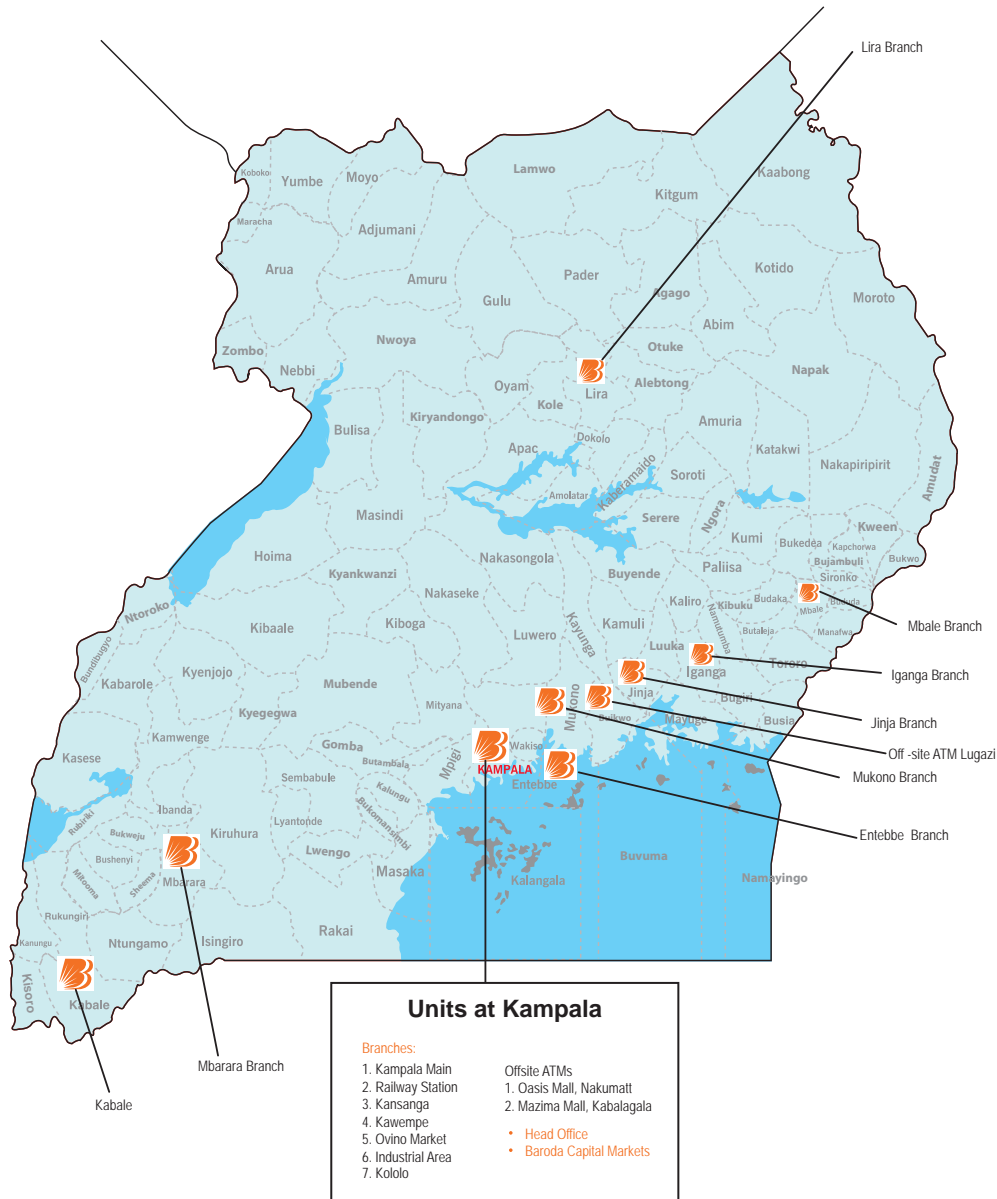 Lira Branch
Lamwo
Koboko
Yumbe
Moyo
Kaabong
Kitgum
Maracha
Adjumani
Arua
Amuru
Pader
Kotido
Gulu
Agago
Moroto
Abim
Nwoya
Otuke
Zombo
Nebbi
Napak
Oyam
Lira
Alebtong
Kole
Kiryandongo
Amuria
Bulisa
Dokolo
Apac
Katakwi
Nakapiripirit
Amudat
Kaberamaido
Soroti
Amolatar
Masindi
Serere
Ngora
Kween
Kumi
Bukedea
Kapchorwa
Hoima
Nakasongola
Bujambuli
Bukwo
Paliisa
Sironko
Kyankwanzi
Buyende
Nakaseke
Kaliro
Budaka
Bududa
Ntoroko
Kibuku
Mbale
Mbale Branch
Kibaale
Kiboga
Luwero
Kayunga
Kamuli
Namutumba
Butaleja
Manafwa
Bundibugyo
Luuka
Kyenjojo
Iganga
Tororo
Iganga Branch
Kabarole
Mubende
Mukono
Jinja
Bugiri
Kyegegwa
Mityana
Buikwo
Mayuge
Busia
Jinja Branch
Kamwenge
Gomba
Wakiso
Off -site ATM Lugazi
Kasese
Butambala
Mpigi
KAMPALA
Mukono Branch
Sembabule
Kalungu
Entebbe
Rubiriki
Ibanda
Lyantonde
Bukomansimbi
Entebbe Branch
Bukweju
Kiruhura
Bushenyi
Lwengo
Buvuma
Mitooma
Sheema
Mbarara
Masaka
Kalangala
Namayingo
Rukungiri
Kanungu
Ntungamo
Isingiro
Rakai
Kisoro
Kabale
Mbarara Branch
Kabale
Units at Kampala
Branches:
1. Kampala Main
2. Railway Station
3. Kansanga
4. Kawempe
5. Ovino Market
6. Industrial Area
7. Kololo
Offsite ATMs
1. Oasis Mall, Nakumatt
2. Mazima Mall, Kabalagala
• Head Office
• Baroda Capital Markets